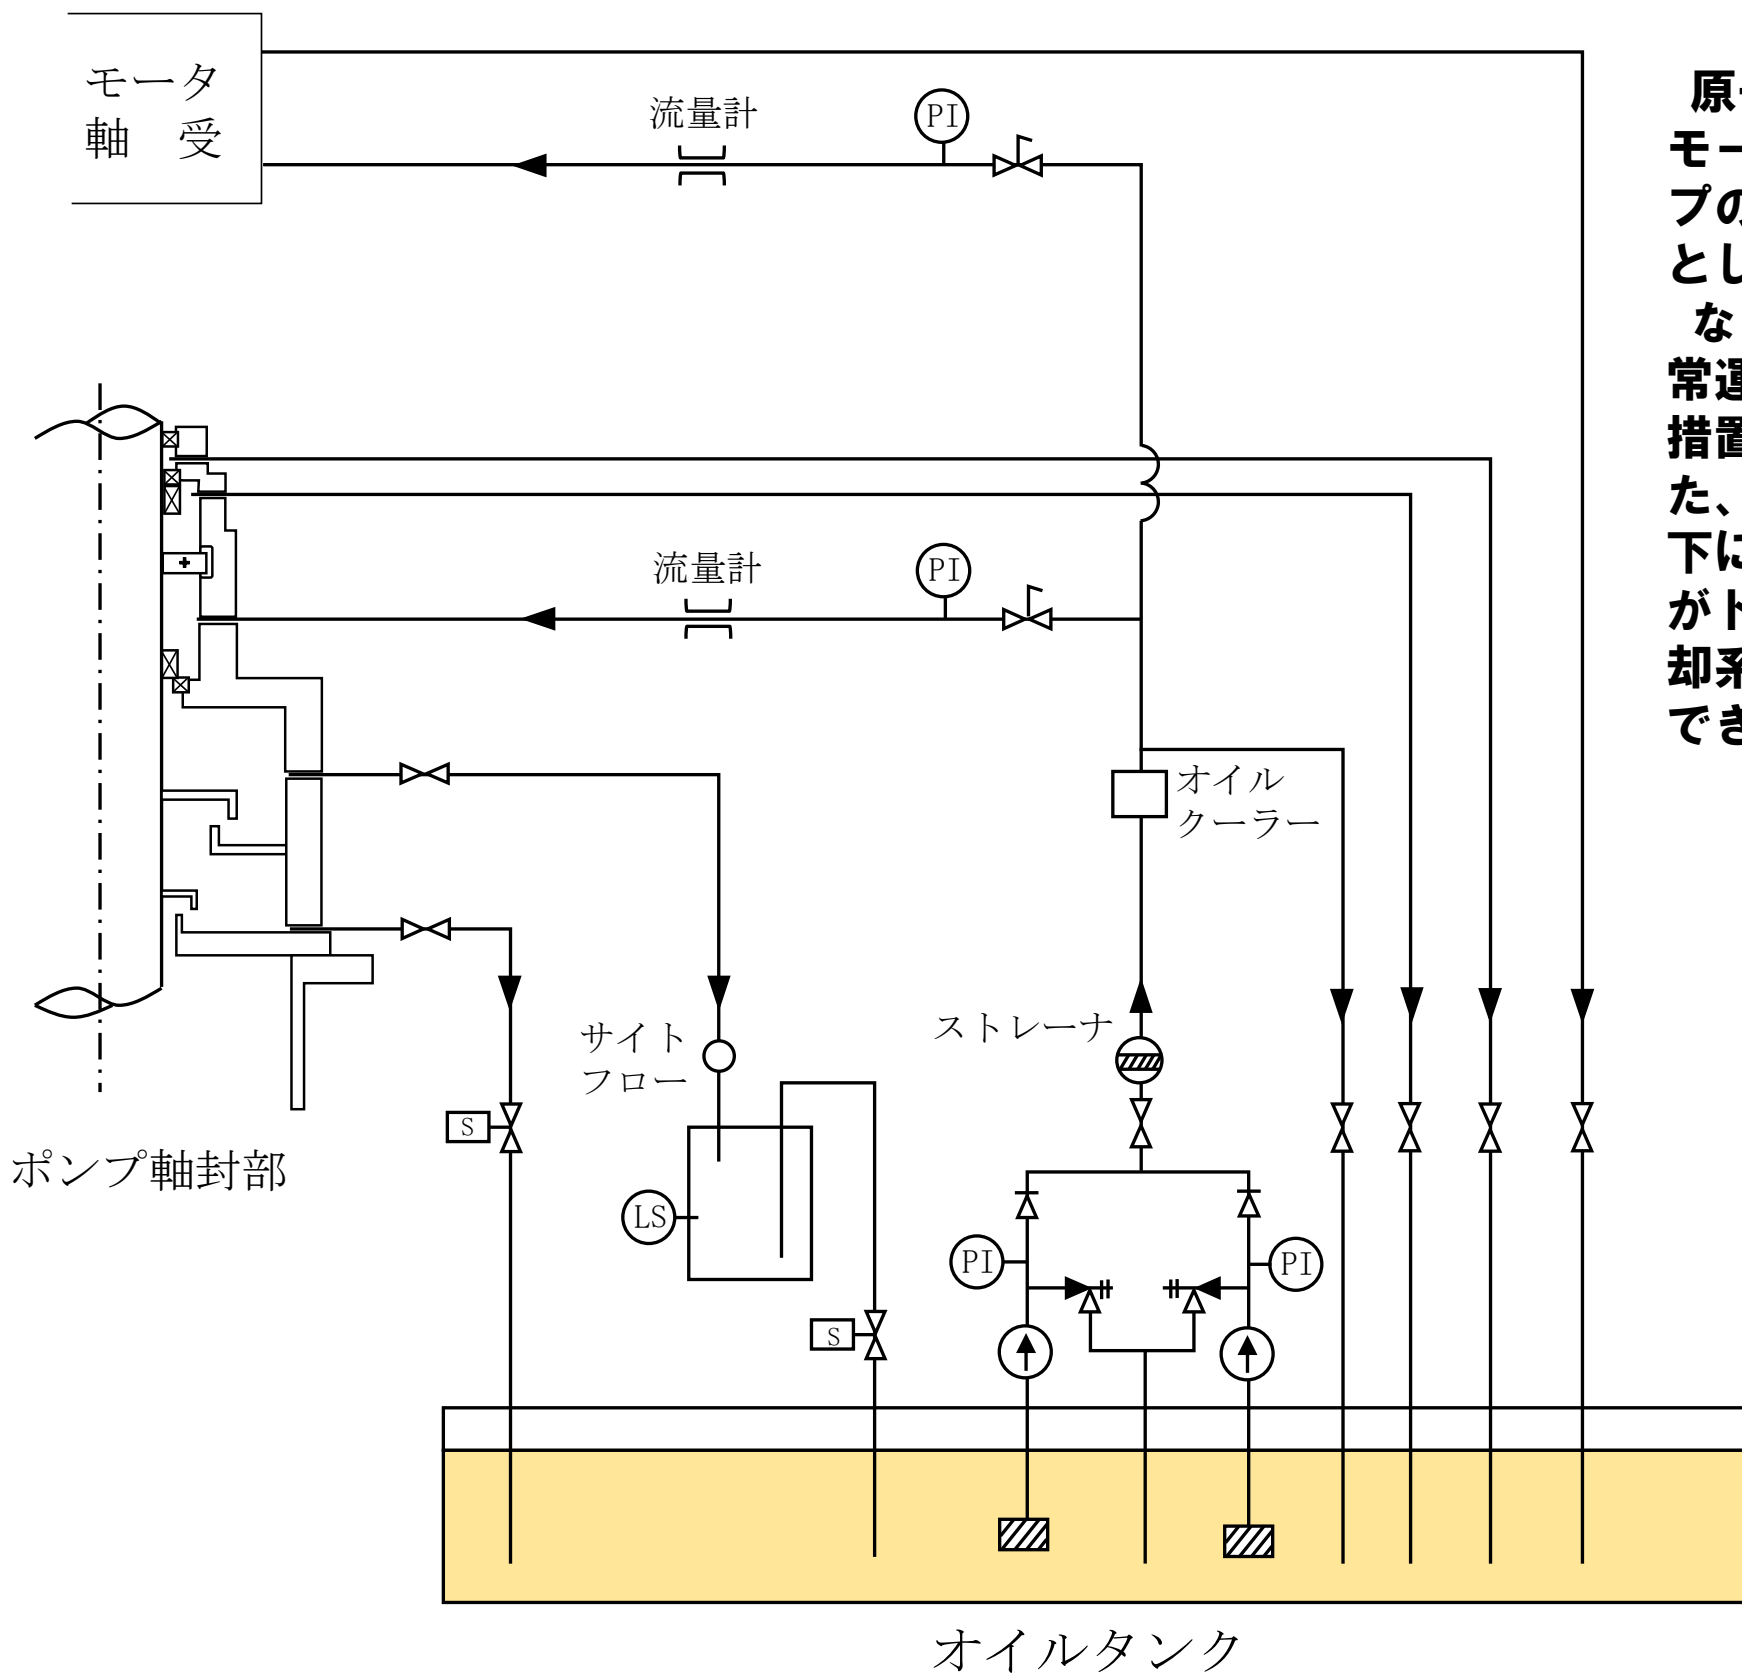 モータ
軸　受
流量計
PI
流量計
PI
オイル
クーラー
サイト
フロー
ストレーナ
S
ポンプ軸封部
LS
PI
PI
S
オイルタンク
原
モー
プの
とし
な
常運
措置
た、
下に
がト
却系
でき